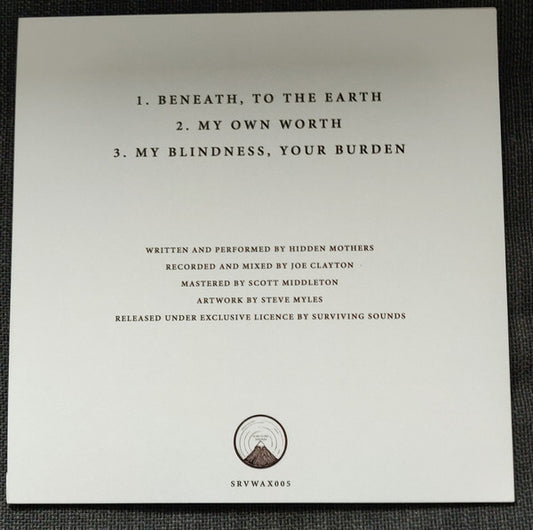 1. BENEATH, TO THE EARTH
2. MY OWN WORTH
3. MY BLINDNESS, YOUR BURDEN
WRITTEN AND PERFORMED BY HIDDEN MOTHERS
RECORDED AND MIXED BY JOE CLAYTON
MASTERED BY SCOTT MIDDLETON
ARTWORK BY STEVE MYLES
RELEASED UNDER EXCLUSIVE LICENCE BY SURVIVING SOUNDS
SRVWAX005